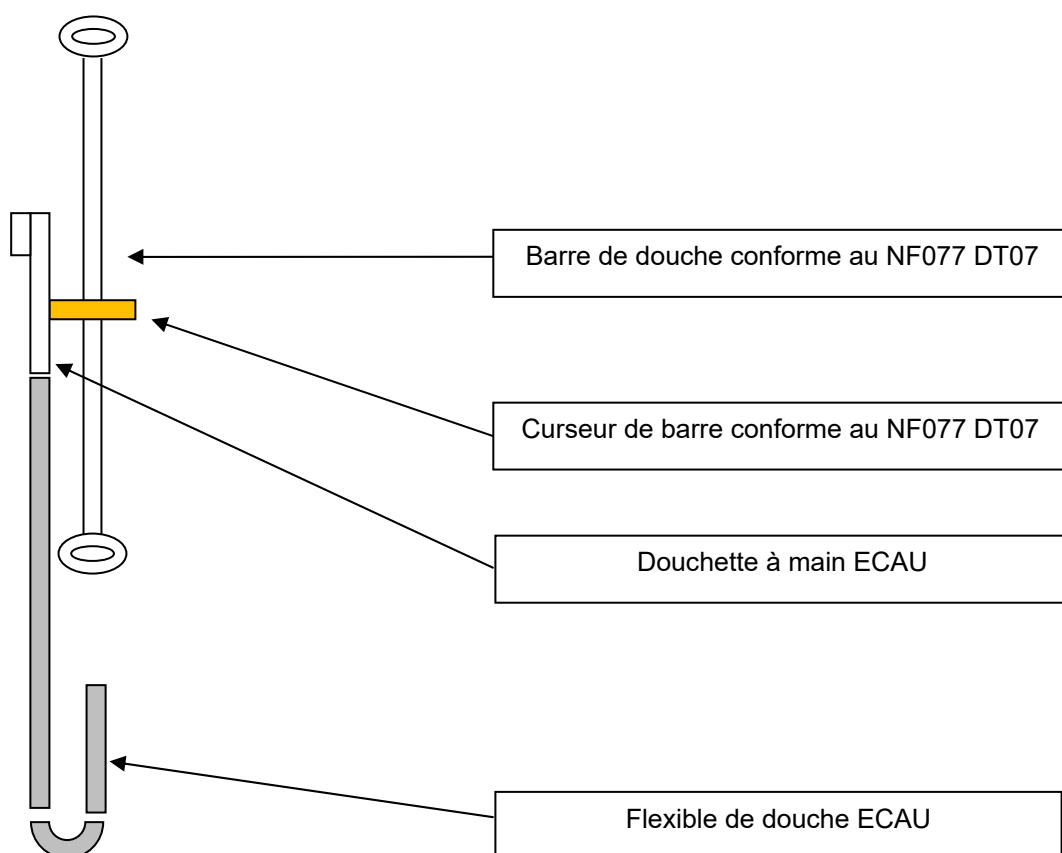 Barre de douche conforme au NF077 DT07
Curseur de barre conforme au NF077 DT07
Douchette à main ECAU
Flexible de douche ECAU